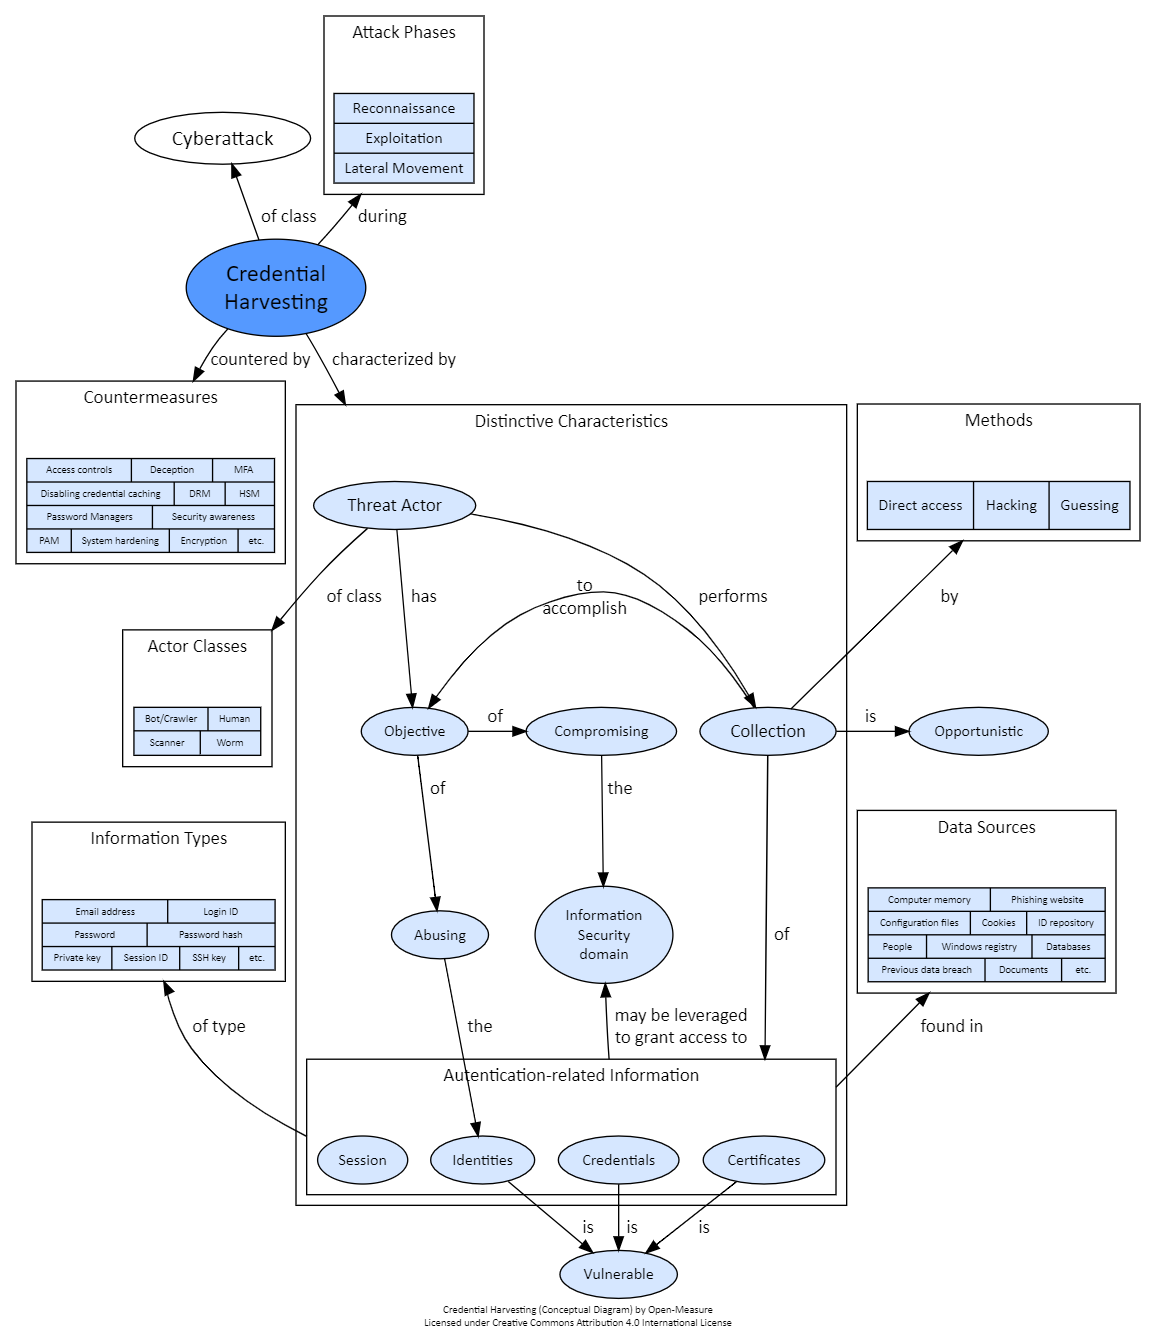 Attack Phases
Reconnaissance
Exploitation
Lateral Movement
Cyberattack
of class
during
Credential
Harvesting
countered by
characterized by
Countermeasures
Access controls
Deception
MFA
Disabling credential caching
DRM
HSM
Password Managers
Security awareness
PAM
System hardening
Encryption
etc.
Distinctive Characteristics
Methods
Direct access
Hacking
Guessing
Threat Actor
of class
has
to
accomplish
performs
by
Actor Classes
Bot/Crawler
Human
Scanner
Worm
Objective
of
Compromising
Collection
is
Opportunistic
of
the
Information Types
Email address
Login ID
Password
Password hash
Private key
Session ID
SSH key
etc.
Data Sources
Computer memory
Phishing website
Configuration files
Cookies
ID repository
People
Windows registry
Databases
Previous data breach
Documents
etc.
Abusing
Information
Security
domain
of
of type
the
may be leveraged
to grant access to
found in
Autentication-related Information
Session
Identities
Credentials
Certificates
is
is
is
Vulnerable
Credential Harvesting (Conceptual Diagram) by Open-Measure
Licensed under Creative Commons Attribution 4.0 International License